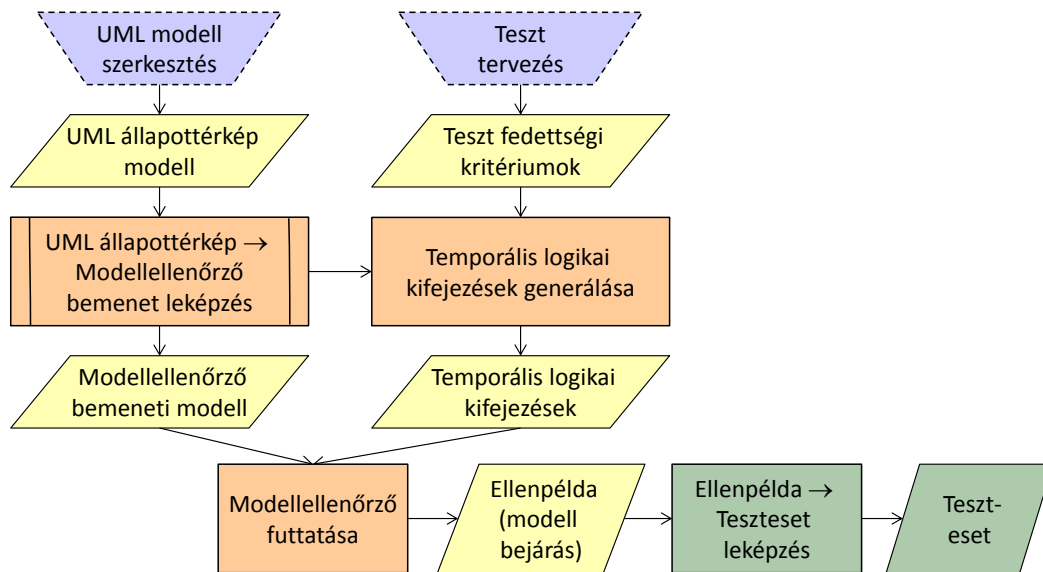 UML modell
szerkesztés
Teszt
tervezés
UML állapottérkép
modell
Teszt fedettségi
kritériumok
UML állapottérkép →
Modellellenőrző
bemenet leképzés
Temporális logikai
kifejezések generálása
Modellellenőrző
bemeneti modell
Temporális logikai
kifejezések
Modellellenőrző
futtatása
Ellenpélda
(modell
bejárás)
Ellenpélda →
Teszteset
leképzés
Teszt-
eset